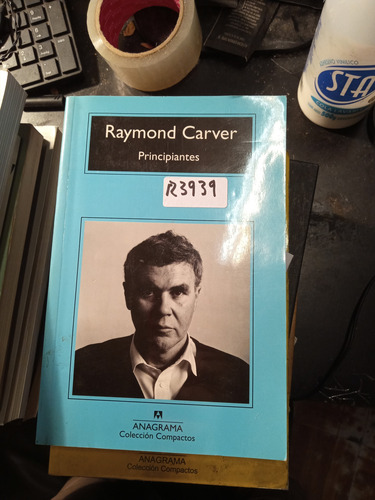 Raymond Carver
Principiantes
R3939
ANAGRAMA
Colección Compactos
ANAGRAMA
Colección Compactos
STA